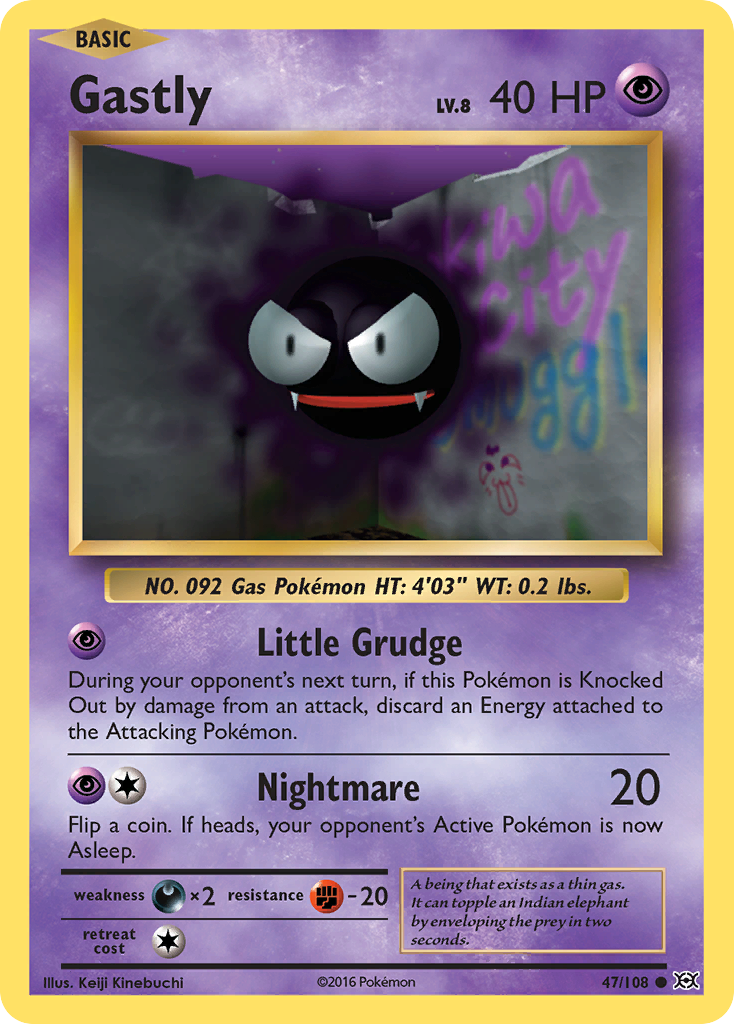 BASIC
Gastly LV.8 40 HP
kiwa
city
NO. 092 Gas Pokémon HT: 4'03" WT: 0.2 lbs.
Little Grudge
During your opponent's next turn, if this Pokémon is Knocked
Out by damage from an attack, discard an Energy attached to
the Attacking Pokémon.
Nightmare 20
Flip a coin. If heads, your opponent's Active Pokémon is now
Asleep.
weakness ×2 resistance -20
retreat
cost
A being that exists as a thin gas.
It can topple an Indian elephant
by enveloping the prey in two
seconds.
Illus. Keiji Kinebuchi ©2016 Pokémon 47/108